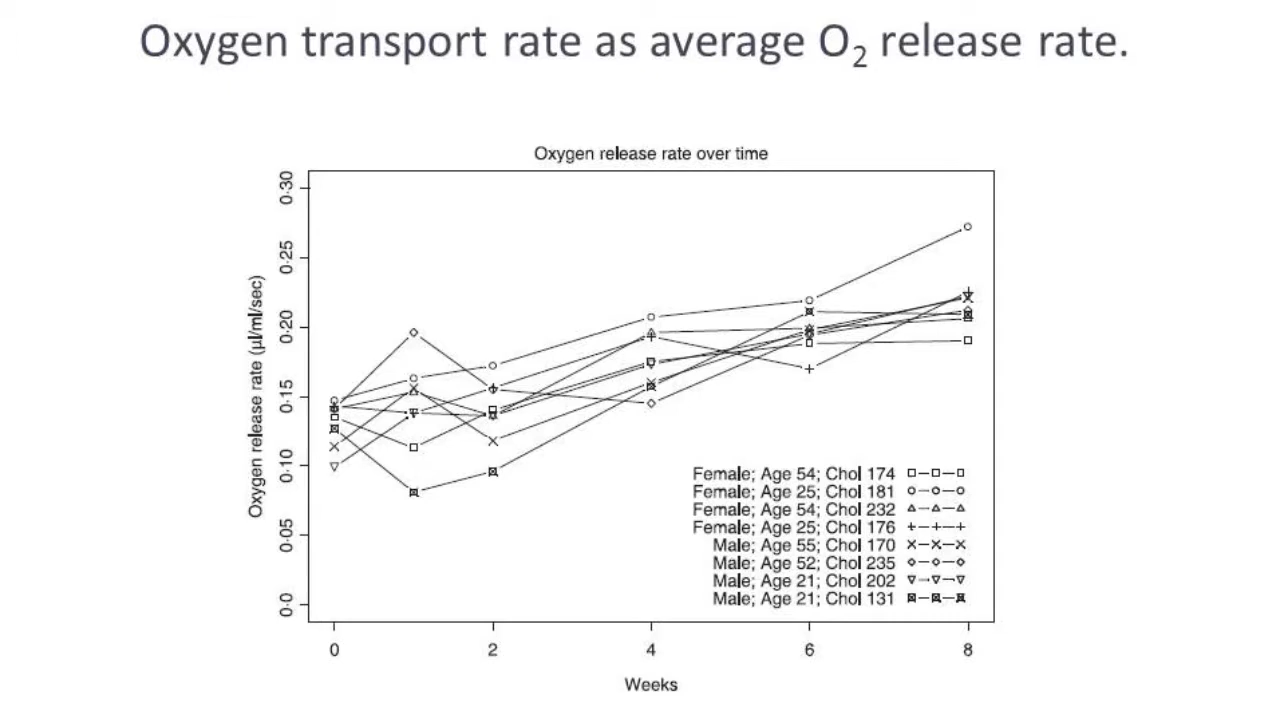 Oxygen transport rate as average O₂ release rate.
Oxygen release rate over time
Oxygen release rate (µl/ml/sec)
0·30
0·25
0·20
0·15
0·10
0·05
0·0
Female; Age 54; Chol 174
Female; Age 25; Chol 181
Female; Age 54; Chol 232
Female; Age 25; Chol 176
Male; Age 55; Chol 170
Male; Age 52; Chol 235
Male; Age 21; Chol 202
Male; Age 21; Chol 131
0 2 4 6 8
Weeks